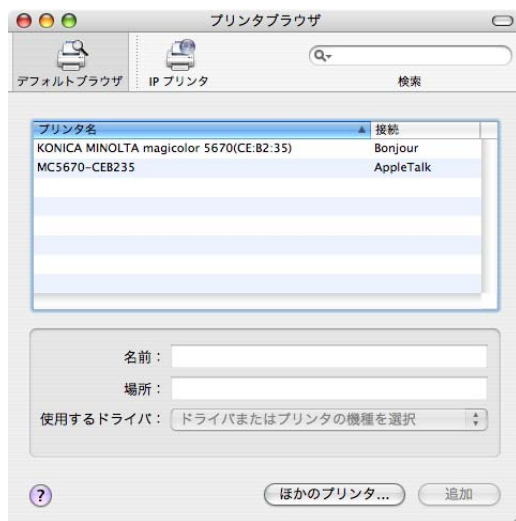 プリンタブラウザ
デフォルトブラウザ
IP プリンタ
検索
プリンタ名 接続
KONICA MINOLTA magicolor 5670(CE:B2:35) Bonjour
MC5670-CEB235 AppleTalk
名前：
場所：
使用するドライバ： ドライバまたはプリンタの機種を選択
? ほかのプリンタ... 追加